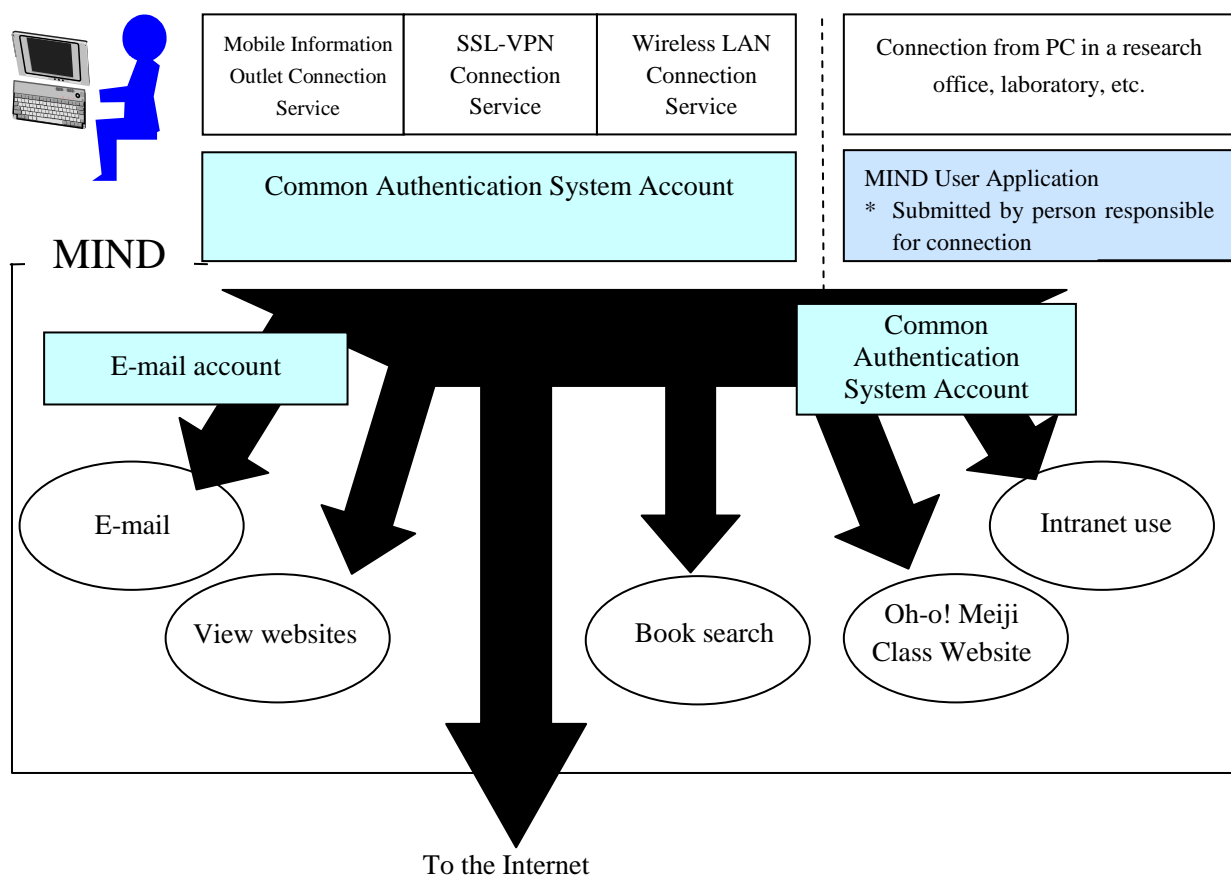 Mobile Information
Outlet Connection
Service
SSL-VPN
Connection
Service
Wireless LAN
Connection
Service
Connection from PC in a research
office, laboratory, etc.
Common Authentication System Account
MIND User Application
* Submitted by person responsible
for connection
MIND
E-mail account
Common
Authentication
System Account
E-mail
View websites
Book search
Oh-o! Meiji
Class Website
Intranet use
To the Internet